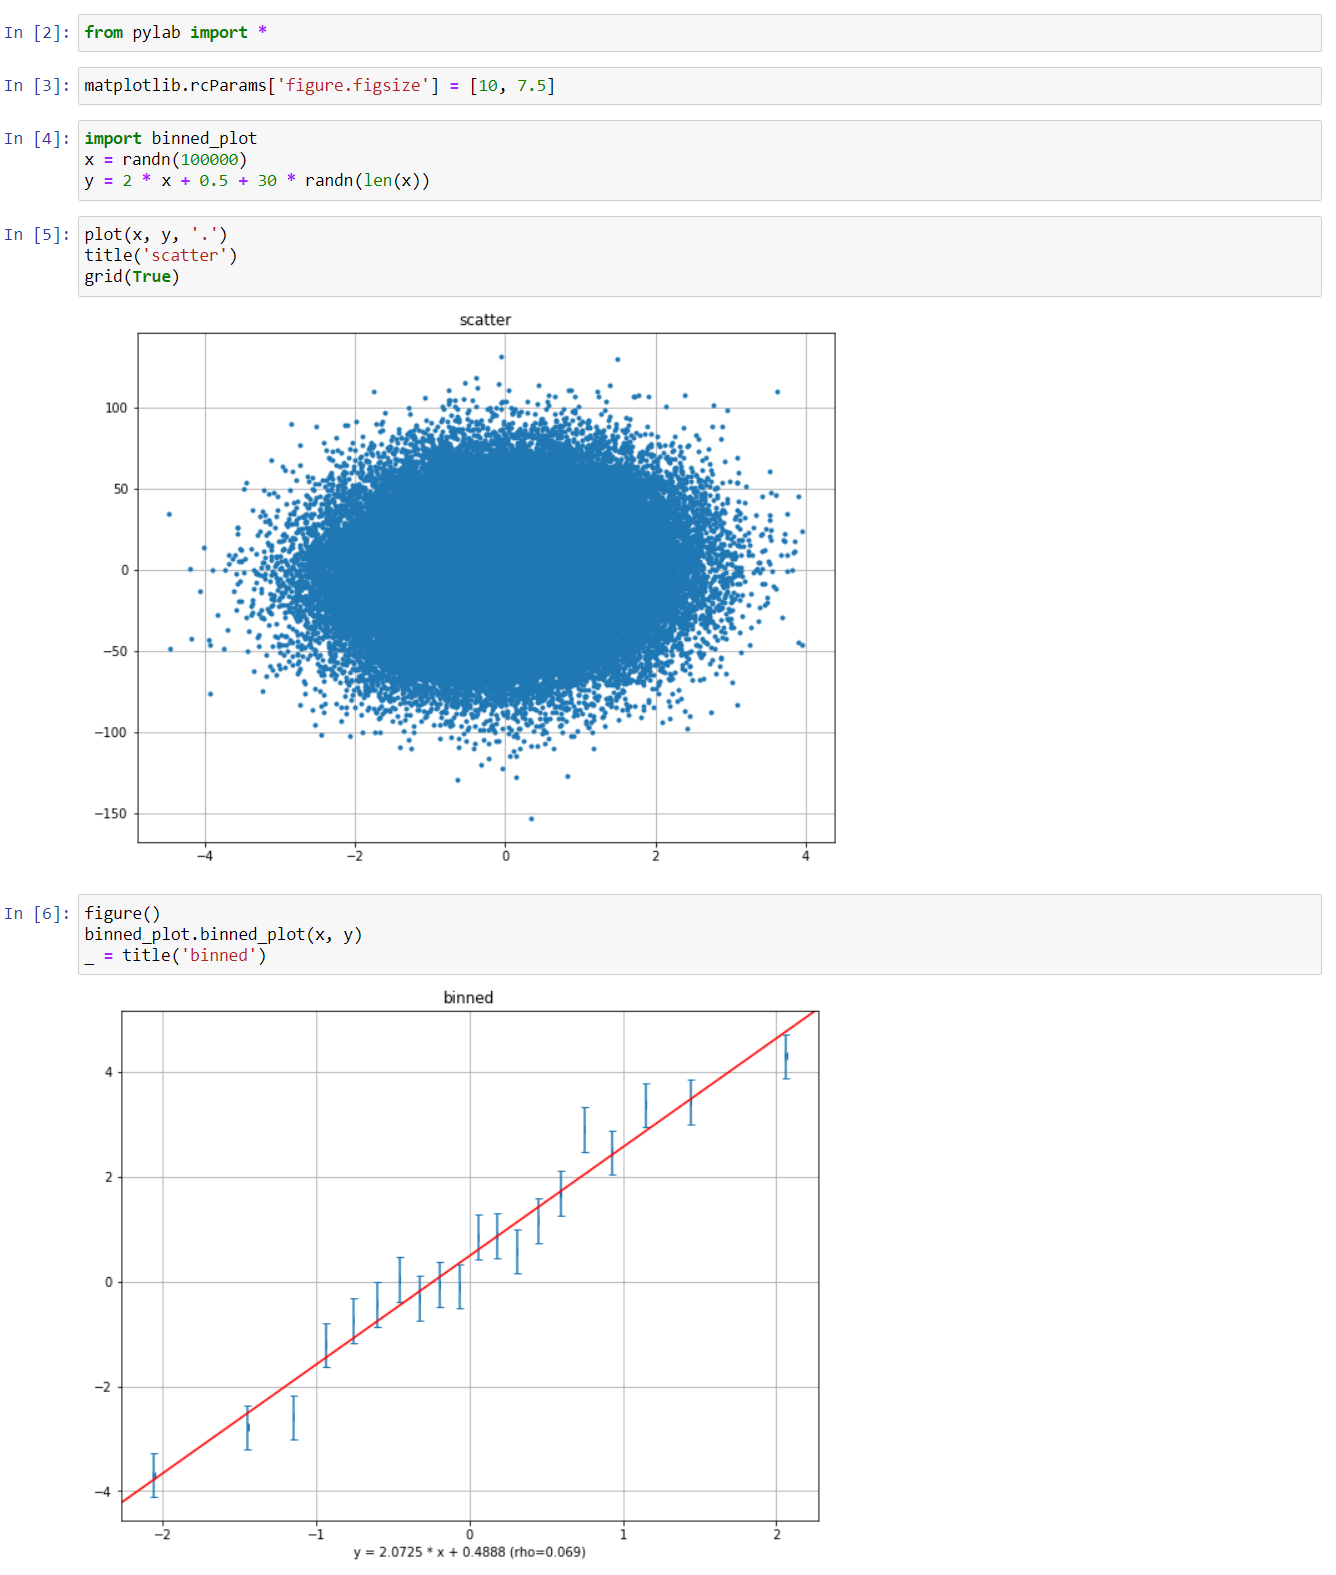 In [2]: from pylab import *
In [3]: matplotlib.rcParams['figure.figsize'] = [10, 7.5]
In [4]: import binned_plot
x = randn(100000)
y = 2 * x + 0.5 + 30 * randn(len(x))
In [5]: plot(x, y, '.')
title('scatter')
grid(True)
scatter
100
50
0
−50
−100
−150
−4 −2 0 2 4
In [6]: figure()
binned_plot.binned_plot(x, y)
_ = title('binned')
binned
4
2
0
−2
−4
−2 −1 0 1 2
y = 2.0725 * x + 0.4888 (rho=0.069)